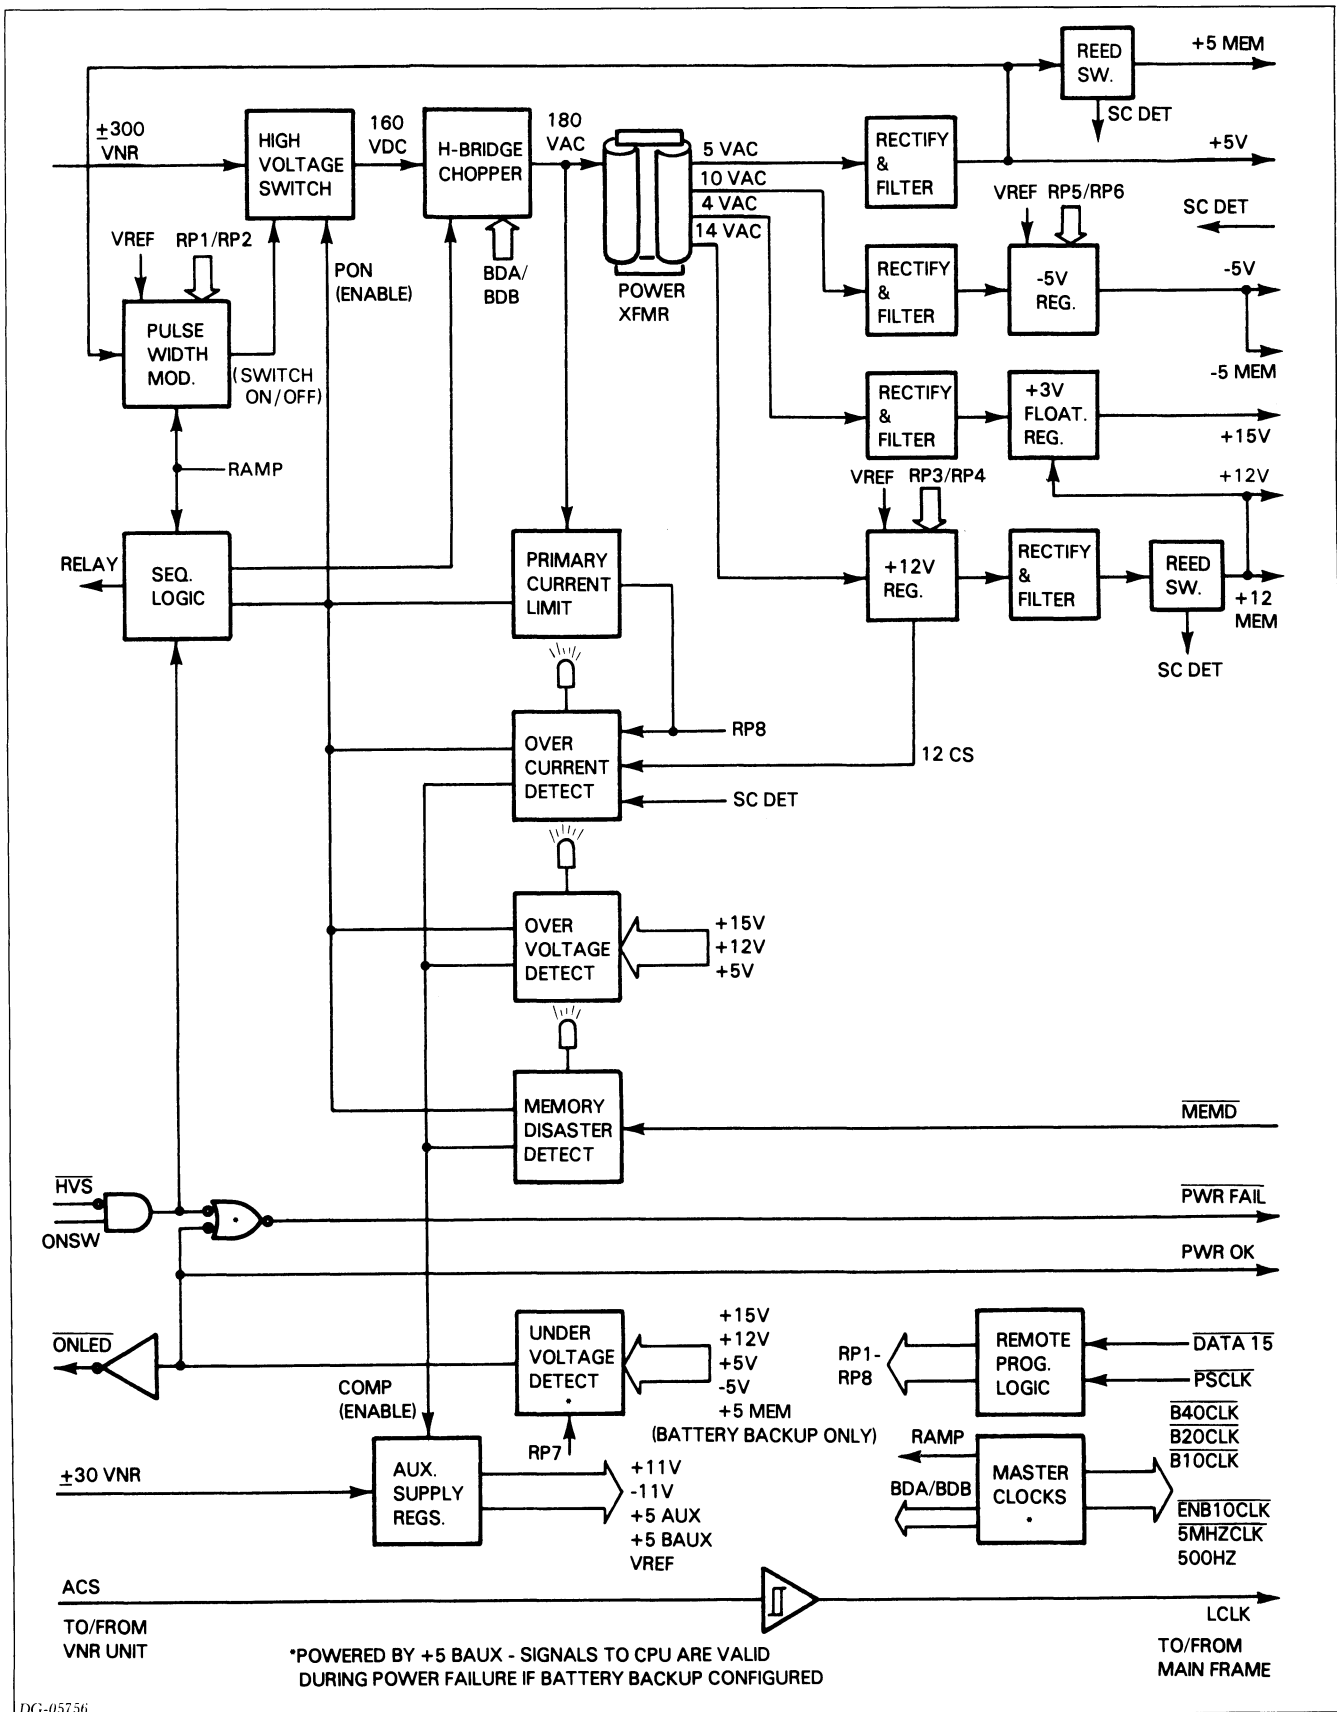 REED
SW.
+5 MEM
SC DET
±300
VNR
HIGH
VOLTAGE
SWITCH
160
VDC
H-BRIDGE
CHOPPER
180
VAC
5 VAC
10 VAC
4 VAC
14 VAC
POWER
XFMR
RECTIFY
&
FILTER
+5V
VREF
RP5/RP6
SC DET
VREF
RP1/RP2
PON
(ENABLE)
BDA/
BDB
RECTIFY
&
FILTER
-5V
REG.
-5V
-5 MEM
PULSE
WIDTH
MOD.
(SWITCH
ON/OFF)
RECTIFY
&
FILTER
+3V
FLOAT.
REG.
+15V
RAMP
VREF
RP3/RP4
+12V
RELAY
SEQ.
LOGIC
PRIMARY
CURRENT
LIMIT
+12V
REG.
RECTIFY
&
FILTER
REED
SW.
+12
MEM
SC DET
OVER
CURRENT
DETECT
RP8
12 CS
SC DET
OVER
VOLTAGE
DETECT
+15V
+12V
+5V
MEMORY
DISASTER
DETECT
MEMD
HVS
ONSW
PWR FAIL
PWR OK
ONLED
UNDER
VOLTAGE
DETECT
*
+15V
+12V
+5V
-5V
+5 MEM
(BATTERY BACKUP ONLY)
RP7
RP1-
RP8
REMOTE
PROG.
LOGIC
DATA 15
PSCLK
COMP
(ENABLE)
±30 VNR
AUX.
SUPPLY
REGS.
+11V
-11V
+5 AUX
+5 BAUX
VREF
RAMP
BDA/BDB
MASTER
CLOCKS
*
B40CLK
B20CLK
B10CLK
ENB10CLK
5MHZCLK
500HZ
ACS
TO/FROM
VNR UNIT
LCLK
TO/FROM
MAIN FRAME
*POWERED BY +5 BAUX - SIGNALS TO CPU ARE VALID
DURING POWER FAILURE IF BATTERY BACKUP CONFIGURED
DG-05756